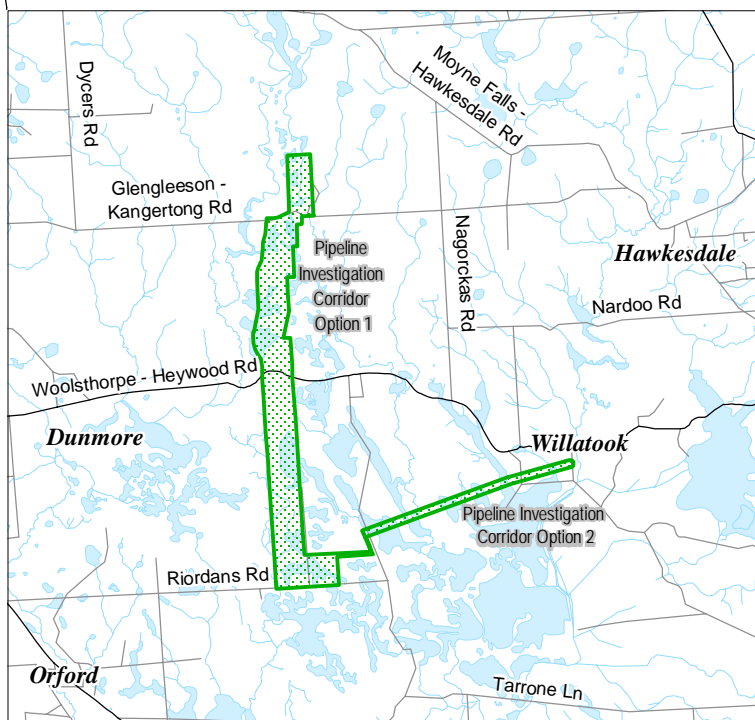 Moyne Falls -
Hawkesdale Rd
Dycers Rd
Glengleeson -
Kangertong Rd
Nagorckas Rd
Pipeline
Investigation
Corridor
Option 1
Hawkesdale
Nardoo Rd
Woolsthorpe - Heywood Rd
Dunmore
Willatook
Pipeline Investigation
Corridor Option 2
Riordans Rd
Orford
Tarrone Ln